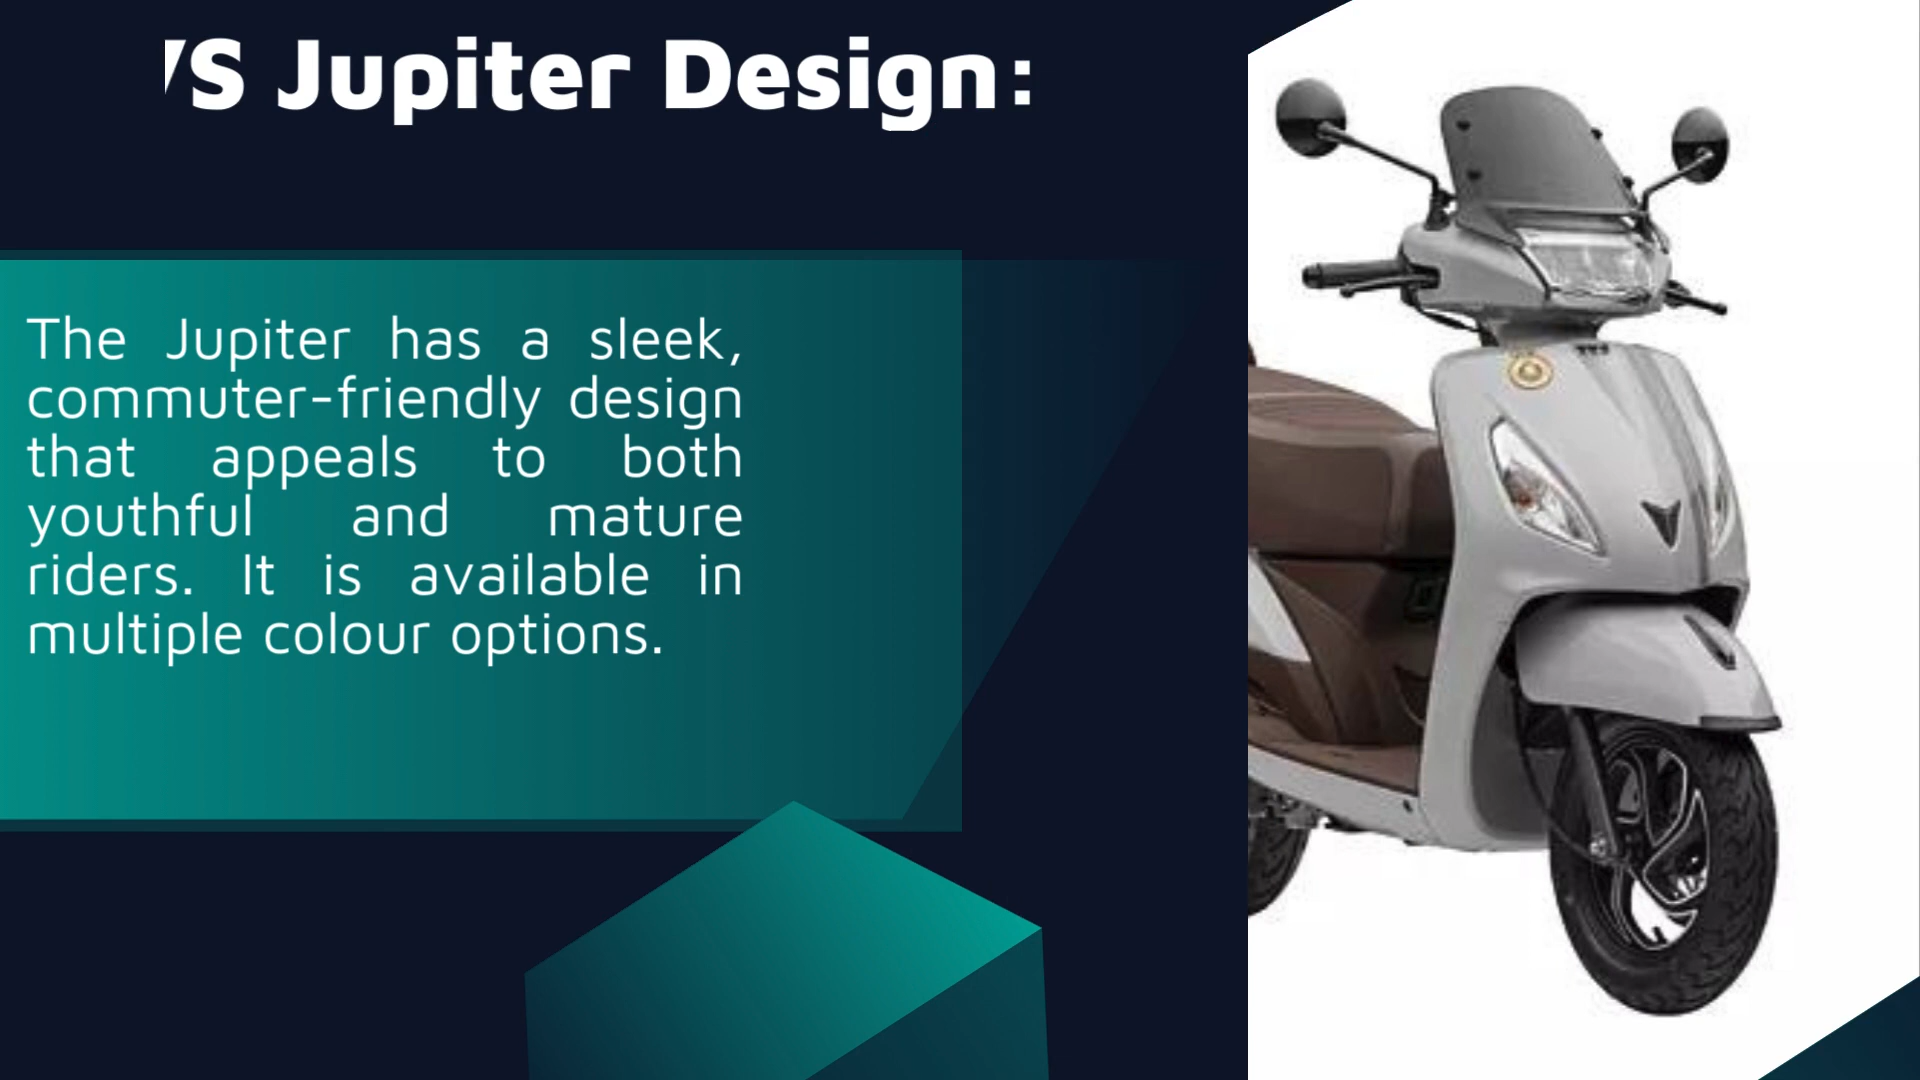 VS Jupiter Design:
The Jupiter has a sleek,
commuter-friendly design
that appeals to both
youthful and mature
riders. It is available in
multiple colour options.